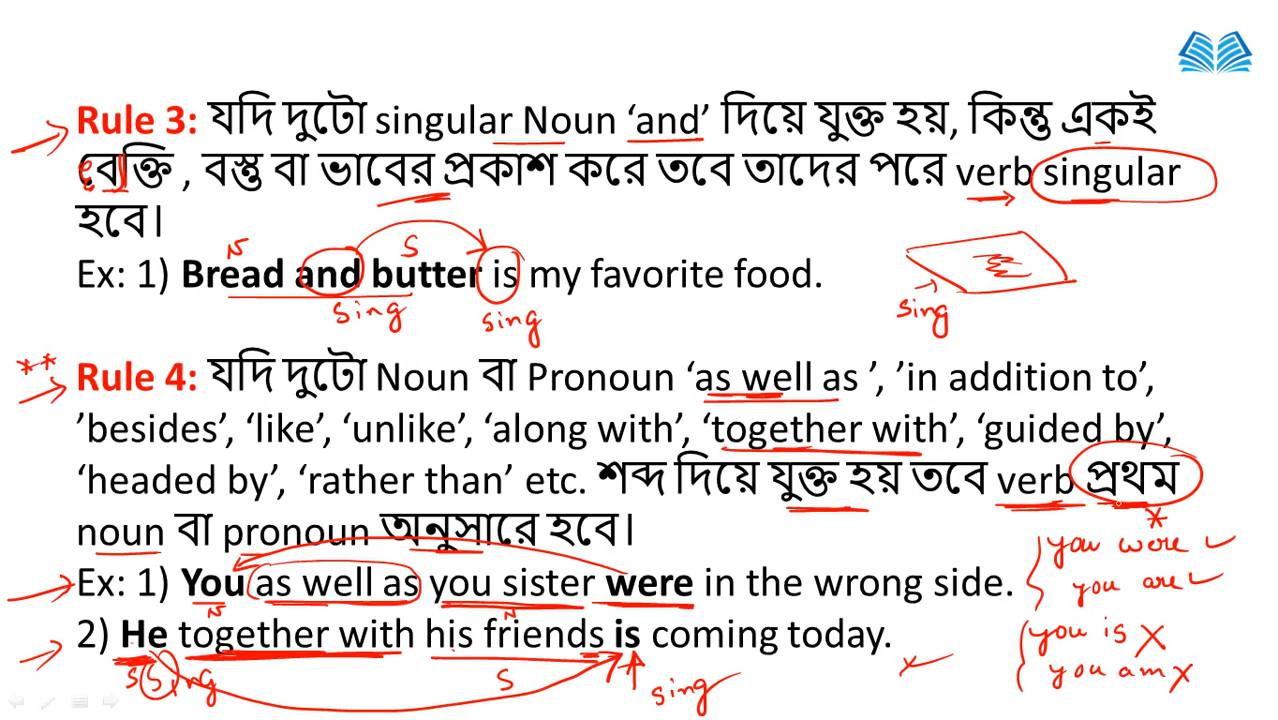 Rule 3: যদি দুটো singular Noun ‘and’ দিয়ে যুক্ত হয়, কিন্তু একই
বেক্তি , বস্তু বা ভাবের প্রকাশ করে তবে তাদের পরে verb singular
হবে।
N S
Ex: 1) Bread and butter is my favorite food.
sing sing sing
** Rule 4: যদি দুটো Noun বা Pronoun ‘as well as ’, ’in addition to’,
’besides’, ‘like’, ‘unlike’, ‘along with’, ‘together with’, ‘guided by’,
‘headed by’, ‘rather than’ etc. শব্দ দিয়ে যুক্ত হয় তবে verb প্রথম
noun বা pronoun অনুসারে হবে।
*
you were ✓
Ex: 1) You as well as you sister were in the wrong side.
you are ✓
N N
2) He together with his friends is coming today.
you is X
you am X
S sing S sing